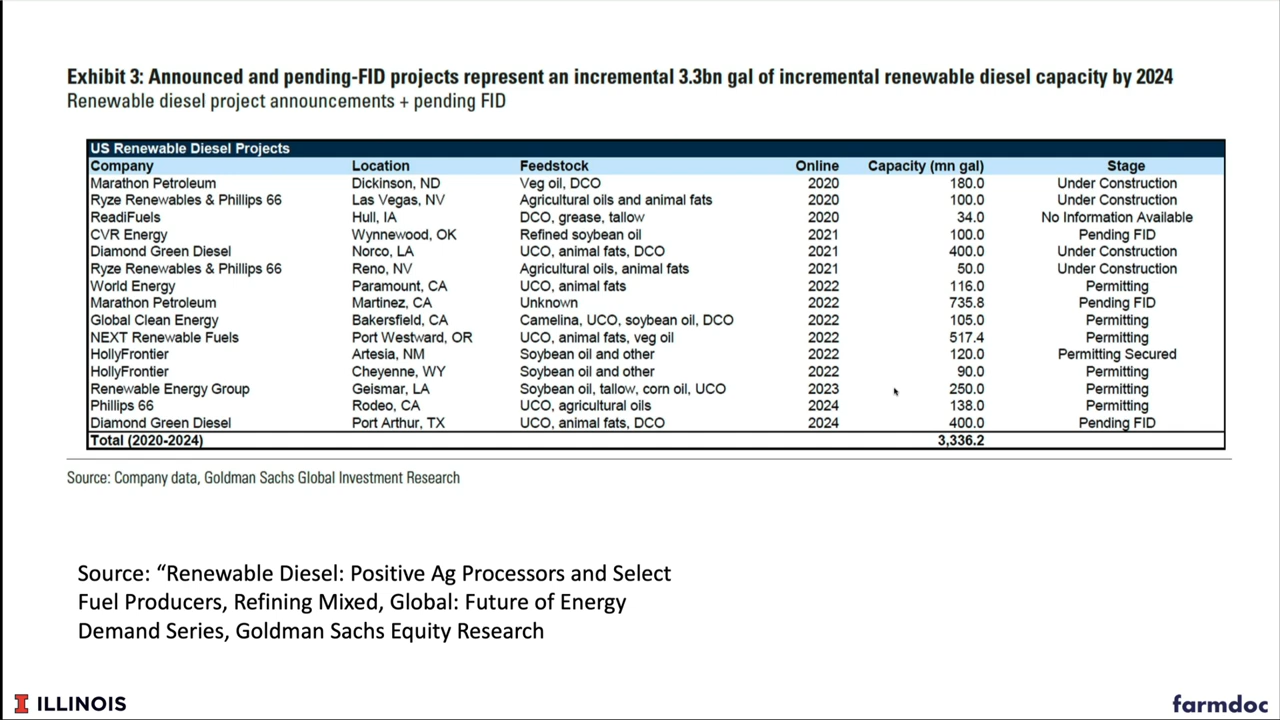 Exhibit 3: Announced and pending-FID projects represent an incremental 3.3bn gal of incremental renewable diesel capacity by 2024
Renewable diesel project announcements + pending FID
US Renewable Diesel Projects
Company Location Feedstock Online Capacity (mn gal) Stage
Marathon Petroleum Dickinson, ND Veg oil, DCO 2020 180.0 Under Construction
Ryze Renewables & Phillips 66 Las Vegas, NV Agricultural oils and animal fats 2020 100.0 Under Construction
ReadiFuels Hull, IA DCO, grease, tallow 2020 34.0 No Information Available
CVR Energy Wynnewood, OK Refined soybean oil 2021 100.0 Pending FID
Diamond Green Diesel Norco, LA UCO, animal fats, DCO 2021 400.0 Under Construction
Ryze Renewables & Phillips 66 Reno, NV Agricultural oils, animal fats 2021 50.0 Under Construction
World Energy Paramount, CA UCO, animal fats 2022 116.0 Permitting
Marathon Petroleum Martinez, CA Unknown 2022 735.8 Pending FID
Global Clean Energy Bakersfield, CA Camelina, UCO, soybean oil, DCO 2022 105.0 Permitting
NEXT Renewable Fuels Port Westward, OR UCO, animal fats, veg oil 2022 517.4 Permitting
HollyFrontier Artesia, NM Soybean oil and other 2022 120.0 Permitting Secured
HollyFrontier Cheyenne, WY Soybean oil and other 2022 90.0 Permitting
Renewable Energy Group Geismar, LA Soybean oil, tallow, corn oil, UCO 2023 250.0 Permitting
Phillips 66 Rodeo, CA UCO, agricultural oils 2024 138.0 Permitting
Diamond Green Diesel Port Arthur, TX UCO, animal fats, DCO 2024 400.0 Pending FID
Total (2020-2024) 3,336.2
Source: Company data, Goldman Sachs Global Investment Research
Source: “Renewable Diesel: Positive Ag Processors and Select
Fuel Producers, Refining Mixed, Global: Future of Energy
Demand Series, Goldman Sachs Equity Research
I ILLINOIS
farmdoc